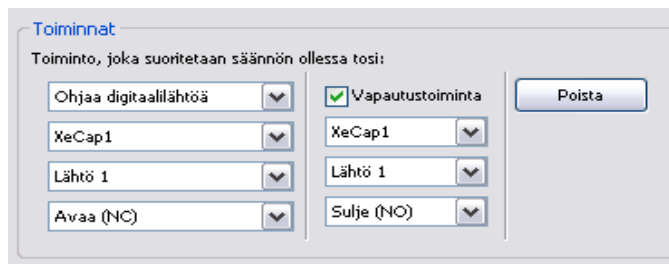 Toiminnat
Toiminto, joka suoritetaan säännön ollessa tosi:
Ohjaa digitaalilähtöä
Vapautustoiminta
Poista
XeCap1
XeCap1
Lähtö 1
Lähtö 1
Avaa (NC)
Sulje (NO)